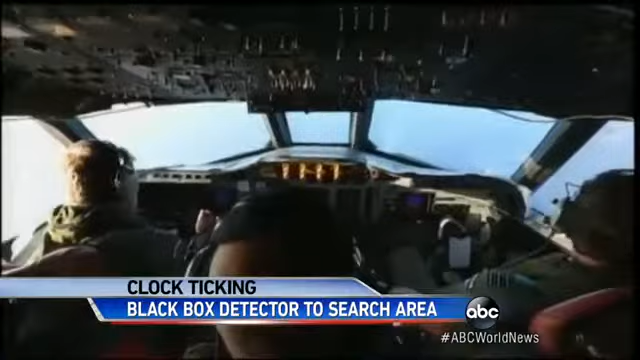 CLOCK TICKING
BLACK BOX DETECTOR TO SEARCH AREA
abc
#ABCWorldNews